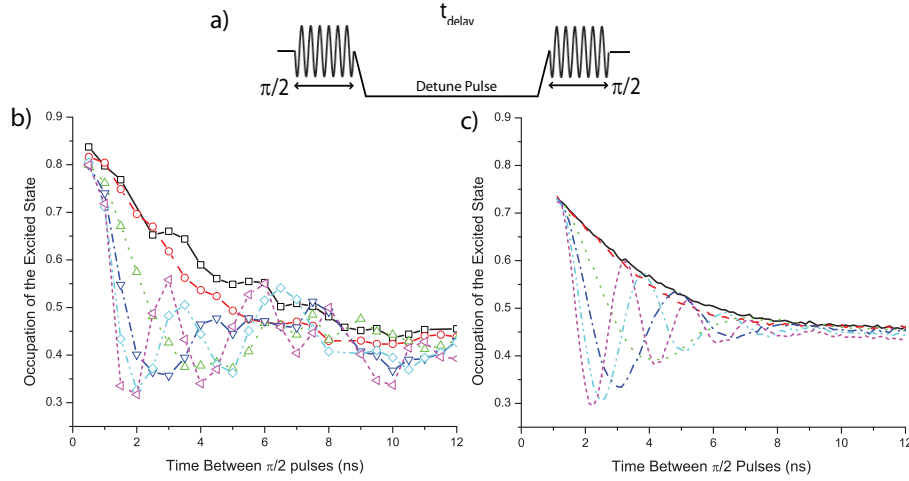 a)
t_delay
π/2
Detune Pulse
π/2
b)
Occupation of the Excited State
0.9
0.8
0.7
0.6
0.5
0.4
0.3
0 2 4 6 8 10 12
Time Between π/2 pulses (ns)
c)
Occupation of the Excited State
0.9
0.8
0.7
0.6
0.5
0.4
0.3
0 2 4 6 8 10 12
Time Between π/2 Pulses (ns)